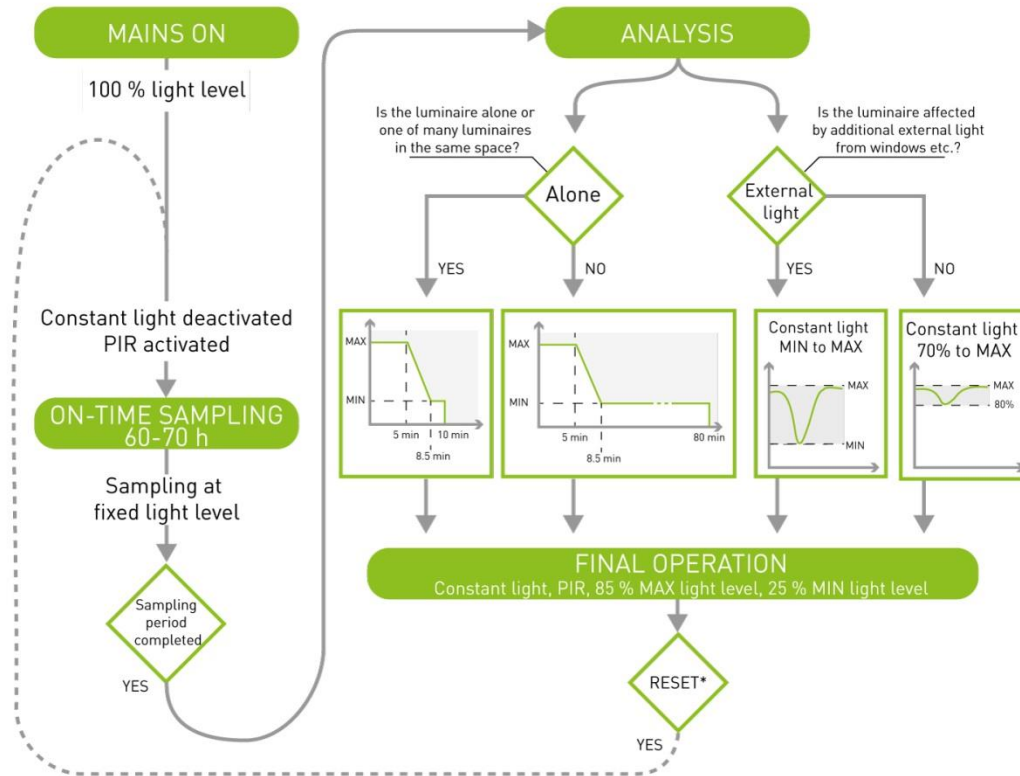 MAINS ON
100 % light level
Constant light deactivated
PIR activated
ON-TIME SAMPLING
60-70 h
Sampling at
fixed light level
Sampling
period
completed
YES
ANALYSIS
Is the luminaire alone or
one of many luminaires
in the same space?
Is the luminaire affected
by additional external light
from windows etc.?
Alone
External
light
YES
NO
YES
NO
MAX
MIN
5 min
10 min
8.5 min
MAX
MIN
5 min
80 min
8.5 min
Constant light
MIN to MAX
MAX
MIN
Constant light
70% to MAX
MAX
80%
FINAL OPERATION
Constant light, PIR, 85 % MAX light level, 25 % MIN light level
RESET*
YES